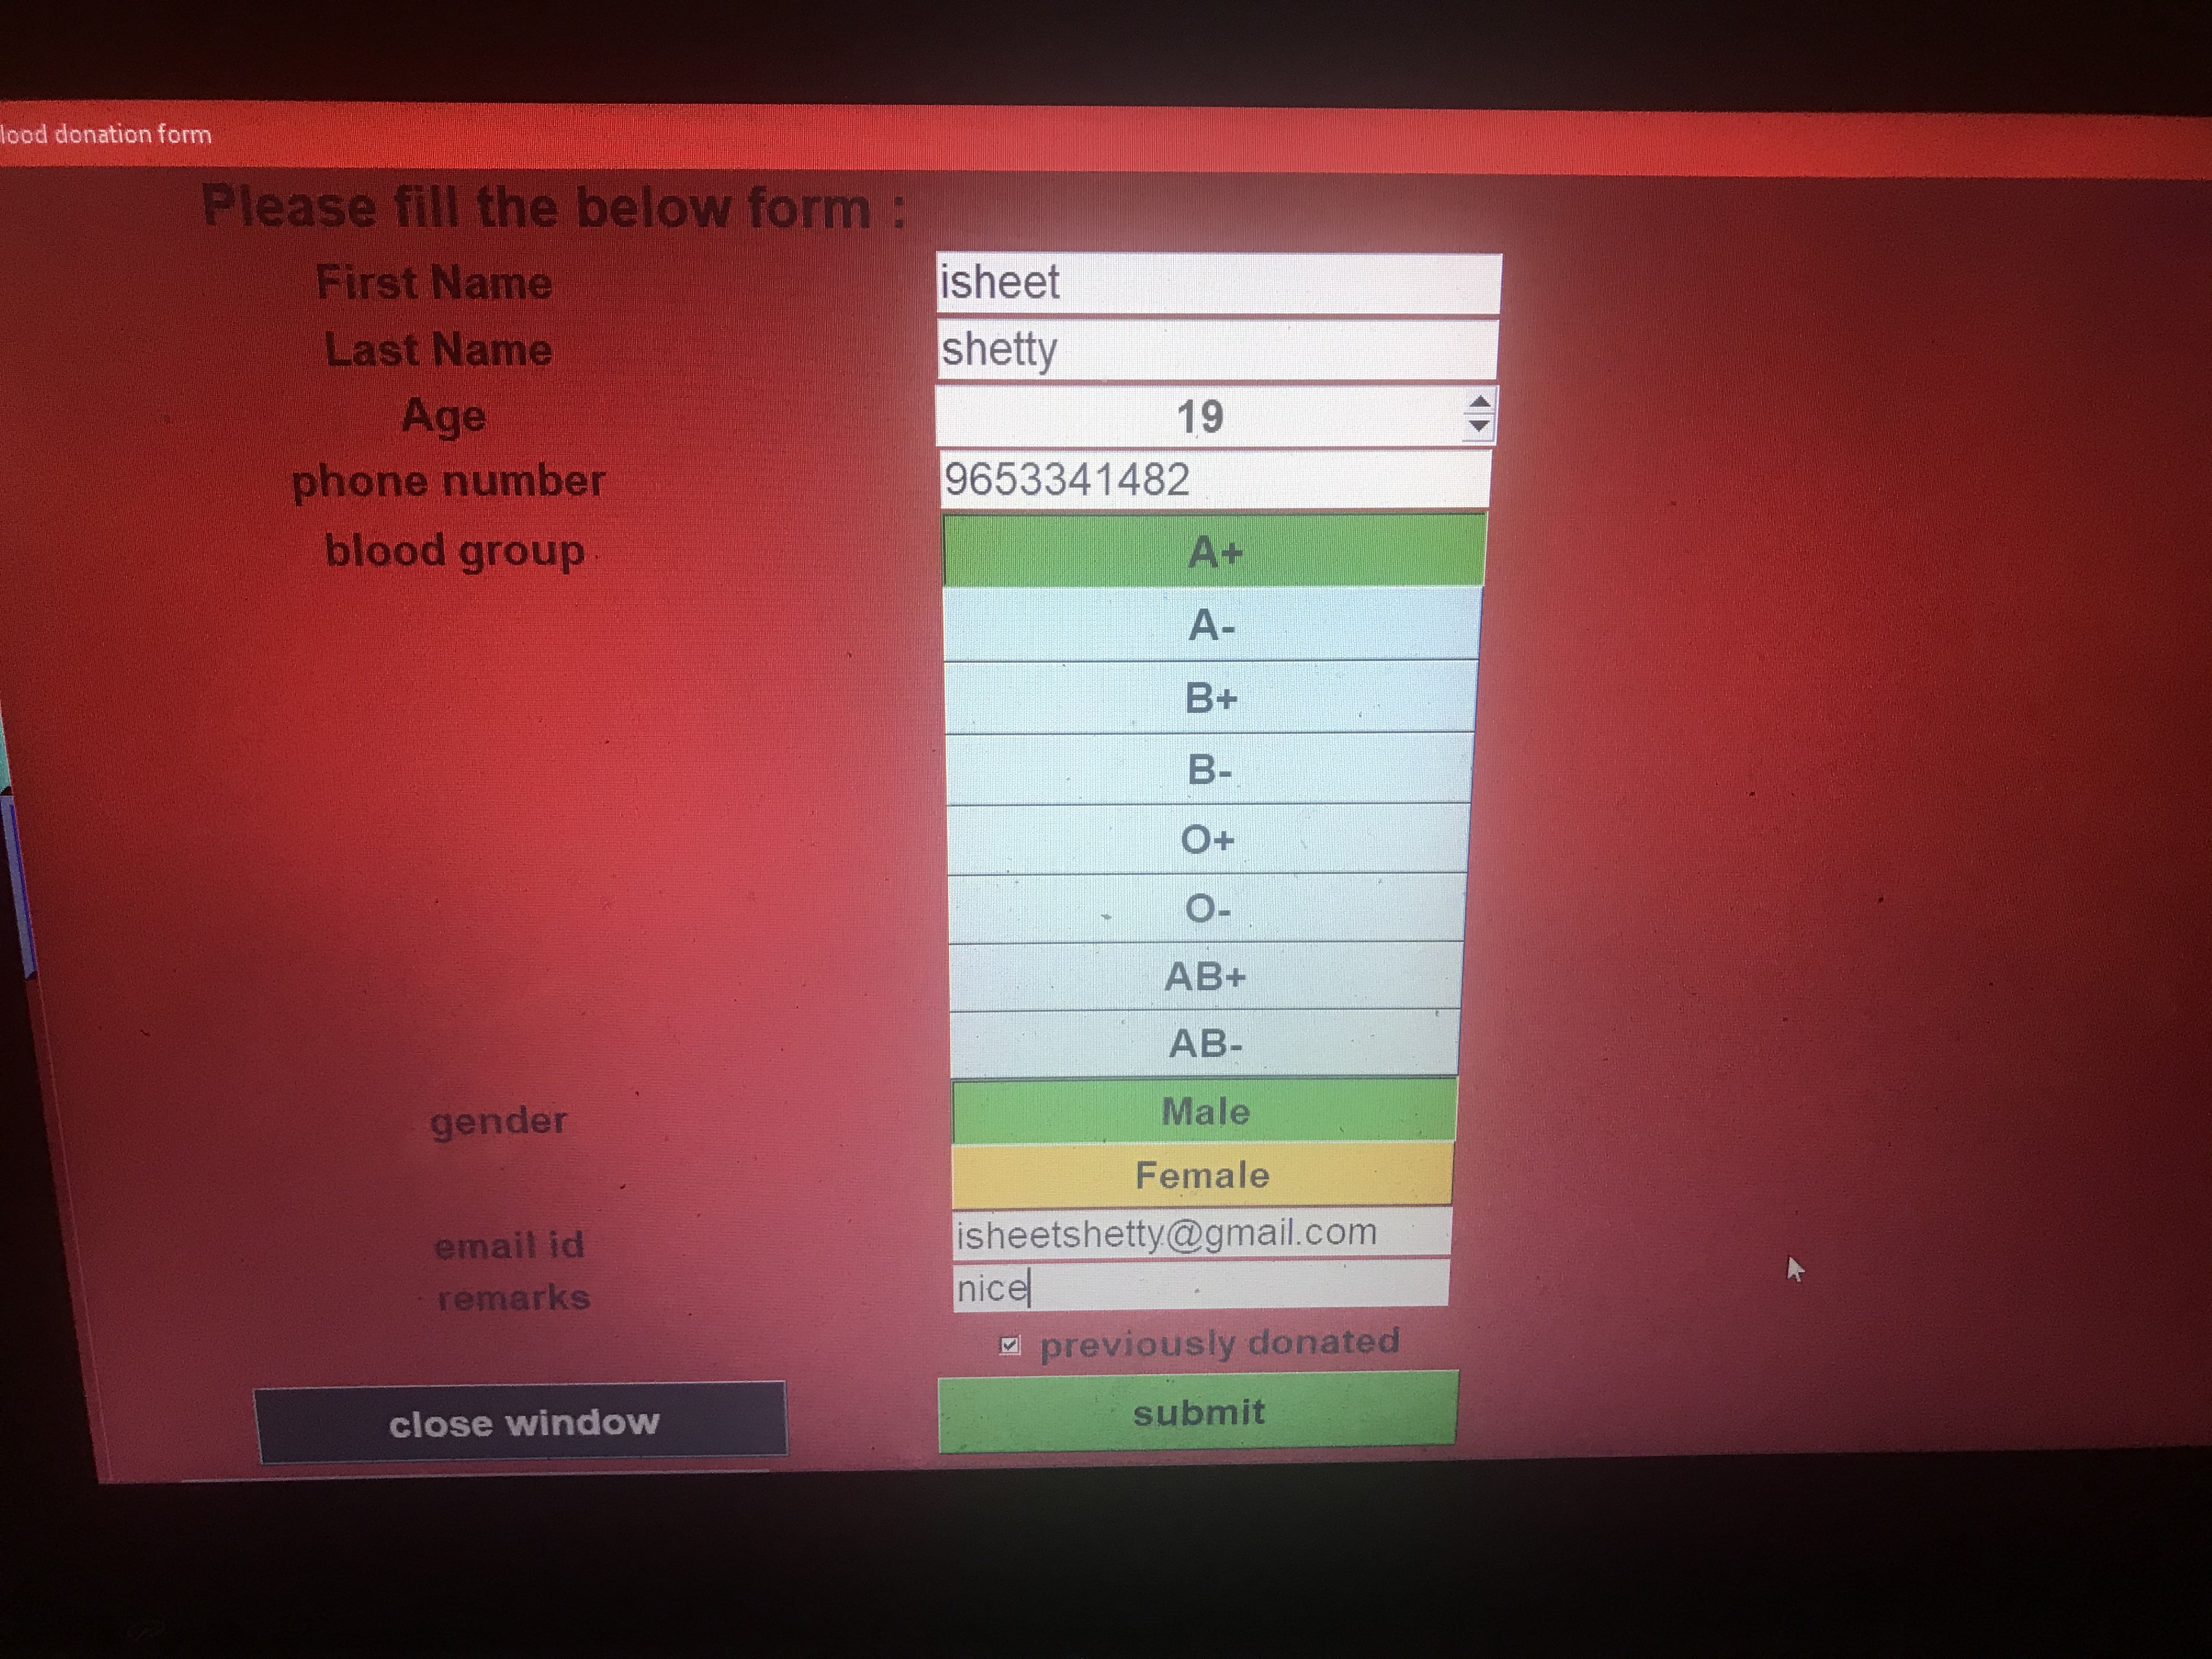 lood donation form
Please fill the below form :
First Name isheet
Last Name shetty
Age 19
phone number 9653341482
blood group A+
A-
B+
B-
O+
O-
AB+
AB-
gender Male
Female
email id isheetshetty@gmail.com
remarks nice
previously donated
close window submit